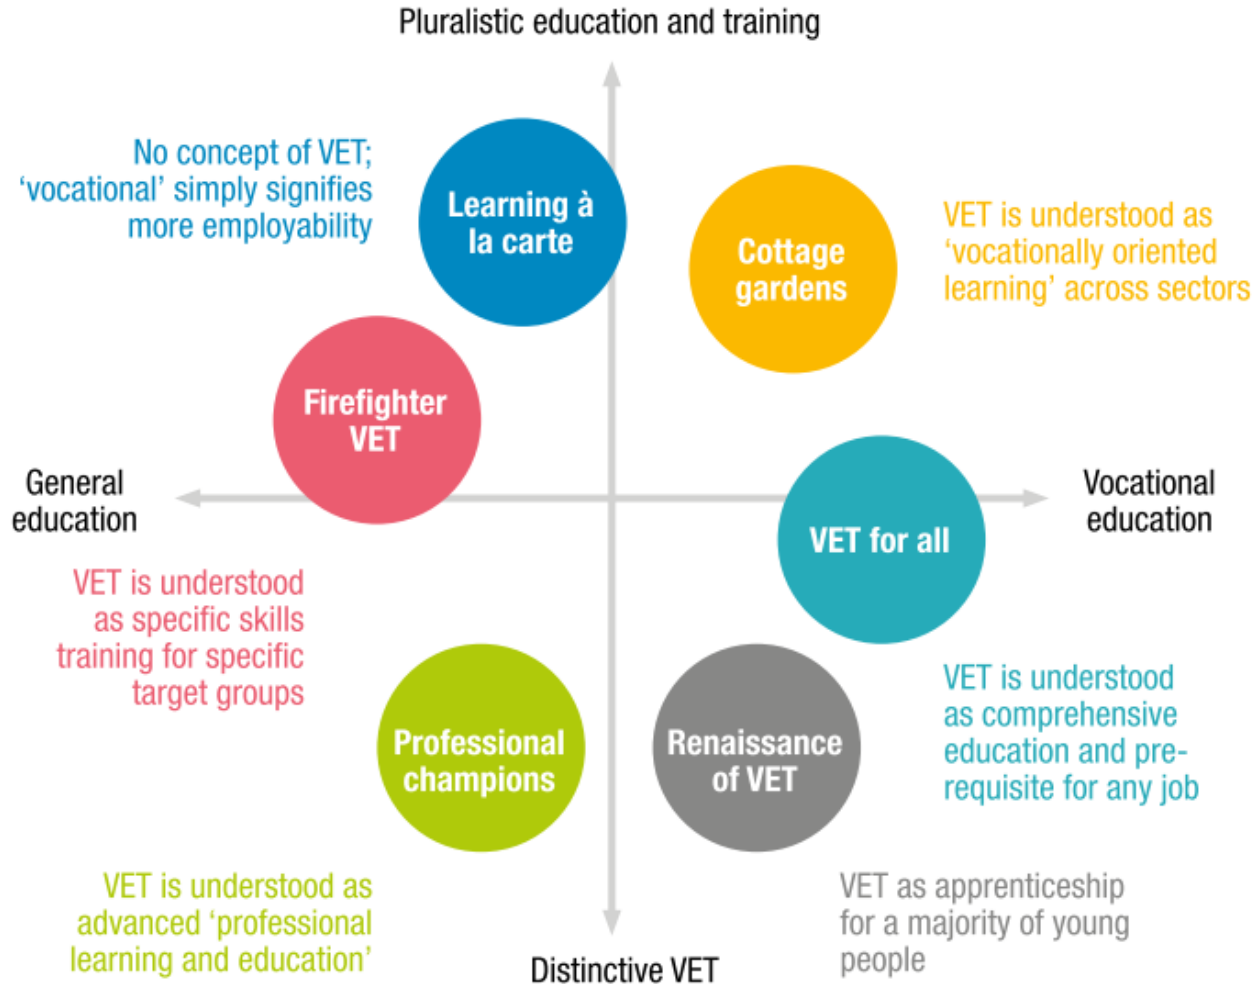 Pluralistic education and training
No concept of VET;
‘vocational’ simply signifies
more employability
Learning à
la carte
Cottage
gardens
VET is understood as
‘vocationally oriented
learning’ across sectors
Firefighter
VET
General
education
Vocational
education
VET for all
VET is understood
as specific skills
training for specific
target groups
Professional
champions
Renaissance
of VET
VET is understood
as comprehensive
education and pre-
requisite for any job
VET is understood as
advanced ‘professional
learning and education’
VET as apprenticeship
for a majority of young
people
Distinctive VET